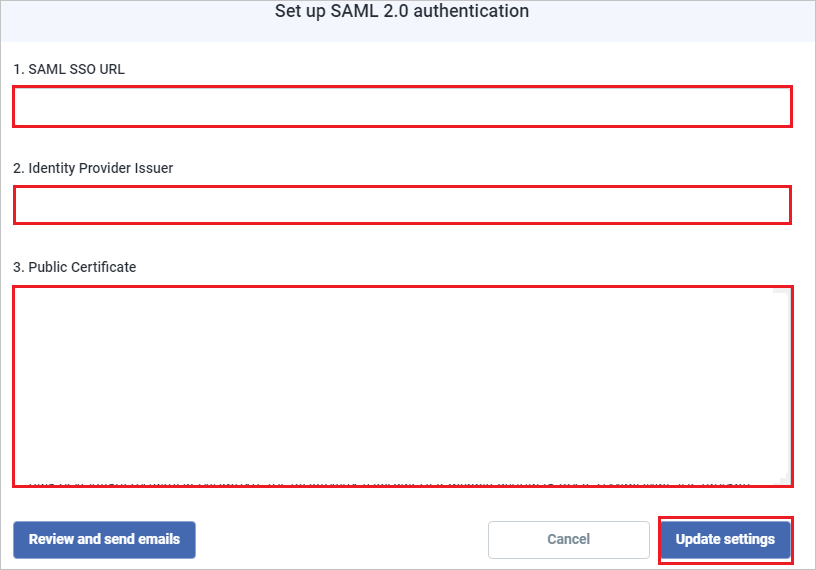 Set up SAML 2.0 authentication
1. SAML SSO URL
2. Identity Provider Issuer
3. Public Certificate
Review and send emails
Cancel
Update settings